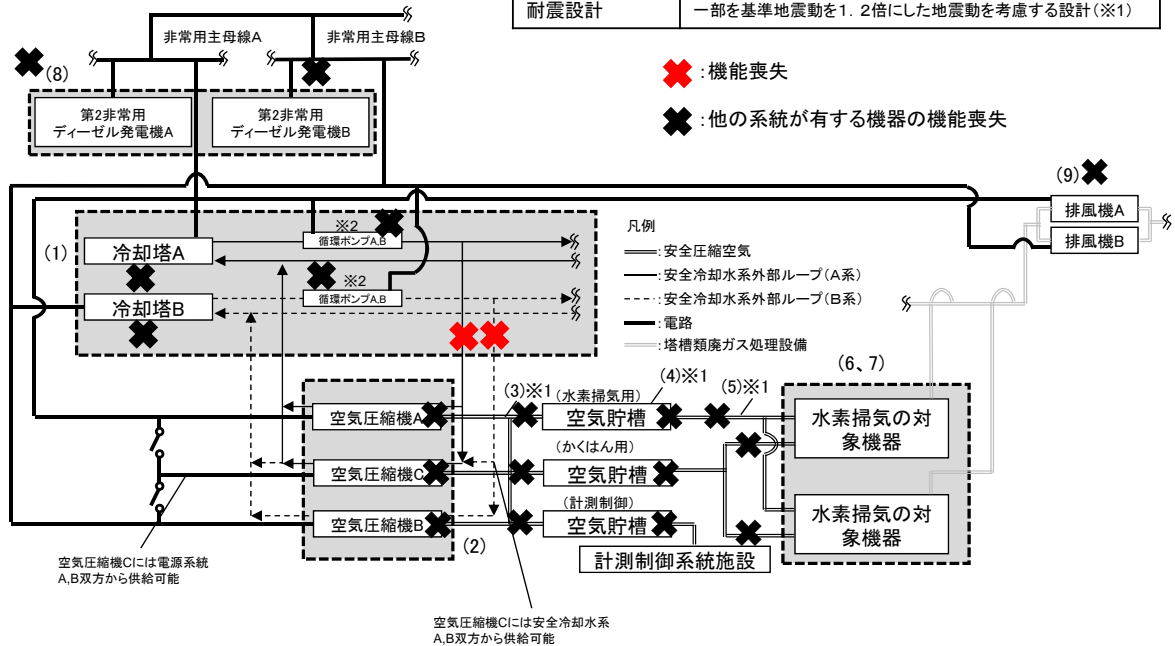 耐震設計
一部を基準地震動を1.2倍にした地震動を考慮する設計(※1)
非常用主母線A
非常用主母線B
(8)
第2非常用
ディーゼル発電機A
第2非常用
ディーゼル発電機B
:機能喪失
:他の系統が有する機器の機能喪失
(9)
排風機A
排風機B
(1)
冷却塔A
※2
循環ポンプA,B
冷却塔B
※2
循環ポンプA,B
凡例
:安全圧縮空気
:安全冷却水系外部ループ(A系)
:安全冷却水系外部ループ(B系)
:電路
:塔槽類廃ガス処理設備
(6、7)
(3)※1
(水素掃気用)
(4)※1
(5)※1
空気圧縮機A
空気貯槽
水素掃気の対
象機器
(かくはん用)
空気圧縮機C
空気貯槽
(計測制御)
空気圧縮機B
空気貯槽
水素掃気の対
象機器
(2)
計測制御系統施設
空気圧縮機Cには電源系統
A,B双方から供給可能
空気圧縮機Cには安全冷却水系
A,B双方から供給可能